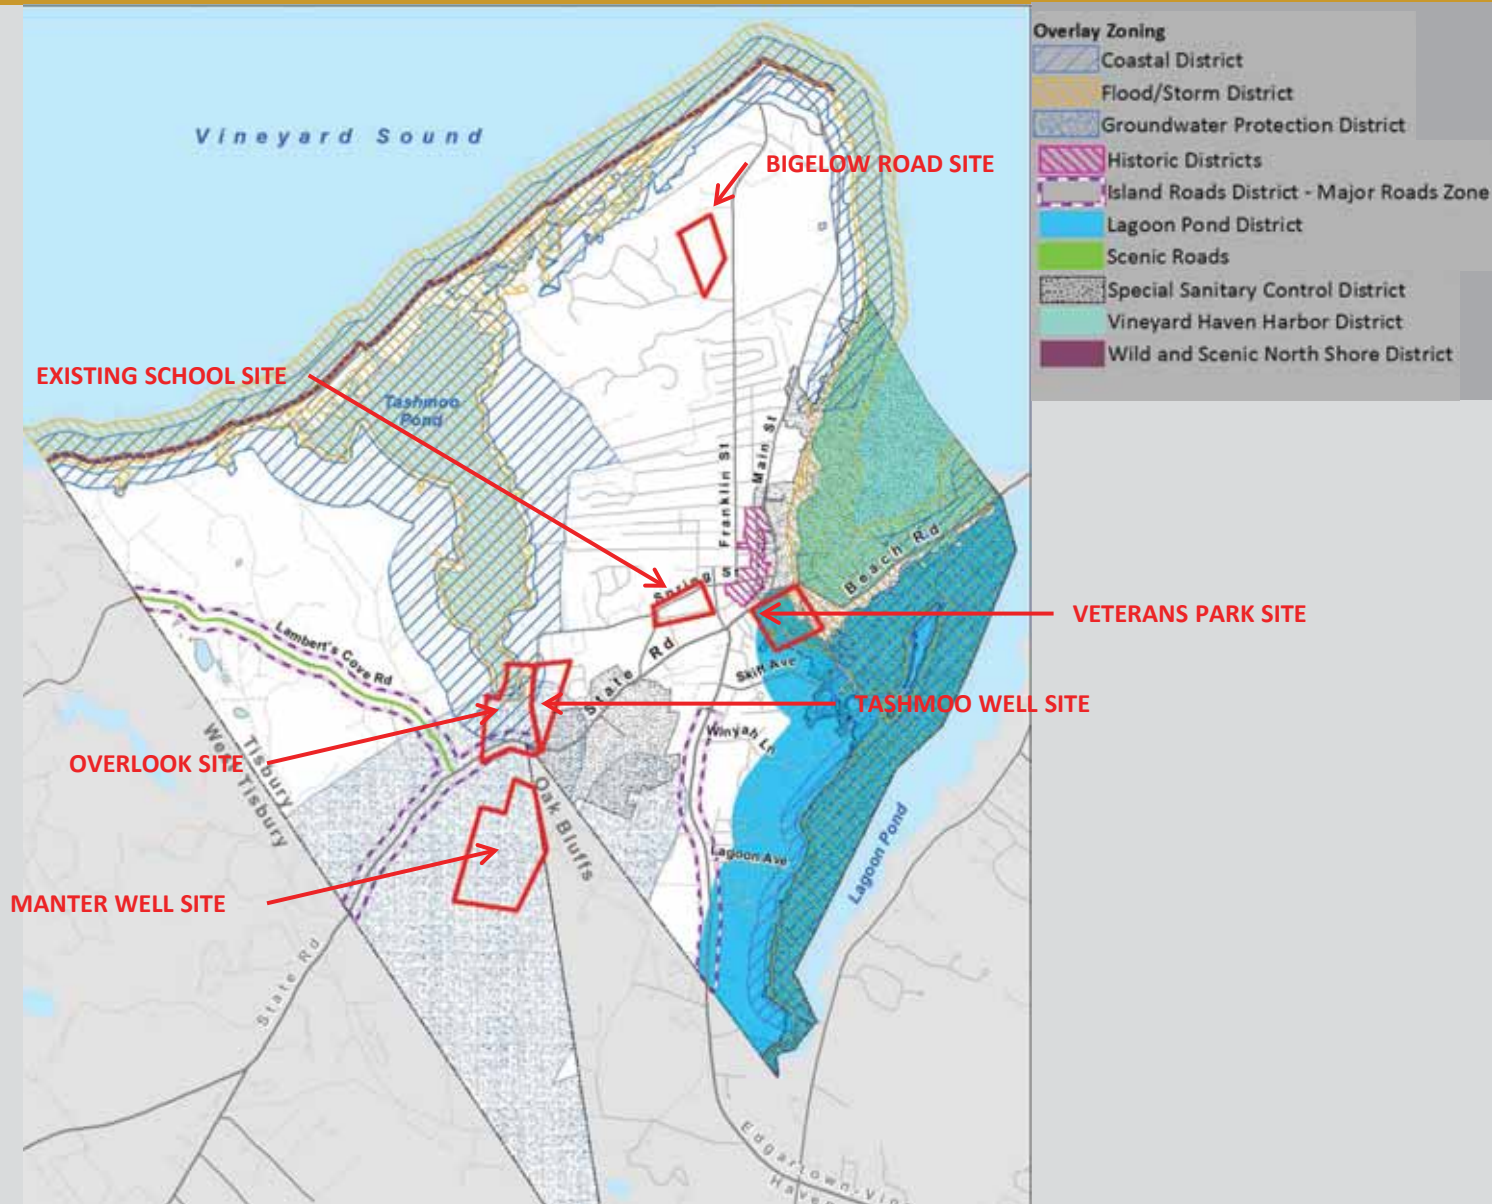 Overlay Zoning
Coastal District
Flood/Storm District
Groundwater Protection District
Historic Districts
Island Roads District - Major Roads Zone
Lagoon Pond District
Scenic Roads
Special Sanitary Control District
Vineyard Haven Harbor District
Wild and Scenic North Shore District
Vineyard Sound
BIGELOW ROAD SITE
EXISTING SCHOOL SITE
Tashmoo
Pond
Franklin St
Main St
Beach Rd
Spring St
VETERANS PARK SITE
Lambert's Cove Rd
State Rd
Skiff Ave
TASHMOO WELL SITE
Winyah Ln
OVERLOOK SITE
Tisbury
West Tisbury
Oak Bluffs
Lagoon Ave
Lagoon Pond
MANTER WELL SITE
State Rd
Edgartown-Vin
Haven